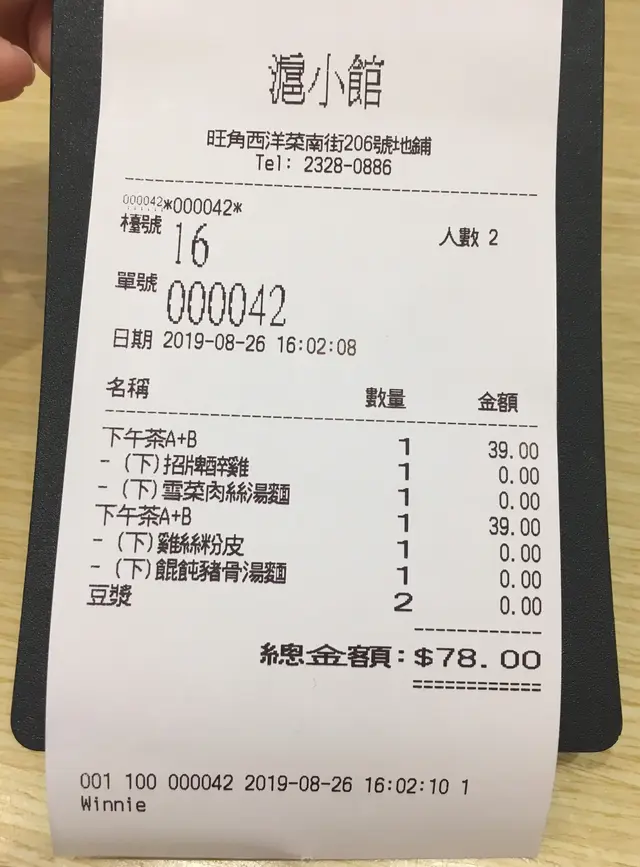 滬小館
旺角西洋菜南街206號地鋪
Tel: 2328-0886
000042*000042*
檯號 16 人數 2
單號 000042
日期 2019-08-26 16:02:08
名稱 數量 金額
下午茶A+B 1 39.00
- (下)招牌醉雞 1 0.00
- (下)雪菜肉絲湯麵 1 0.00
下午茶A+B 1 39.00
- (下)雞絲粉皮 1 0.00
- (下)餛飩豬骨湯麵 1 0.00
豆漿 2 0.00
總金額:$78.00
001 100 000042 2019-08-26 16:02:10 1
Winnie